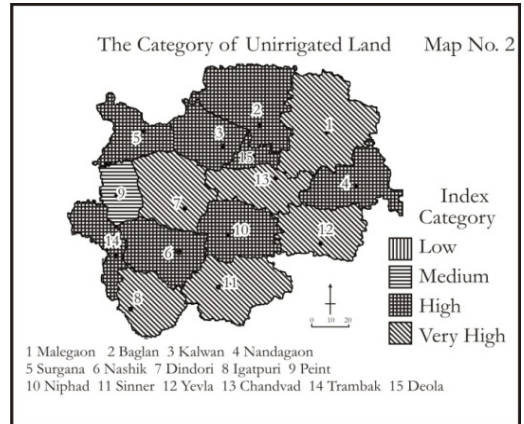 The Category of Unirrigated Land Map No. 2
2
1
5
3
15
13
4
9
7
10
12
14
6
11
8
Index
Category
Low
Medium
High
Very High
0 10 20
1 Malegaon 2 Baglan 3 Kalwan 4 Nandagaon
5 Surgana 6 Nashik 7 Dindori 8 Igatpuri 9 Peint
10 Niphad 11 Sinner 12 Yevla 13 Chandvad 14 Trambak 15 Deola